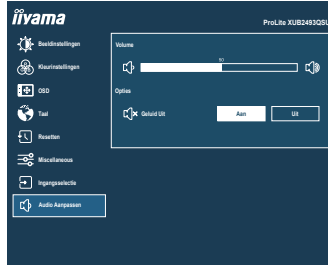 iiyama
ProLite XUB2493QSU
Beeldinstellingen
Kleurinstellingen
OSD
Taal
Resetten
Miscellaneous
Ingangsselectie
Audio Aanpassen
Volume
50
Opties
Geluid Uit
Aan
Uit